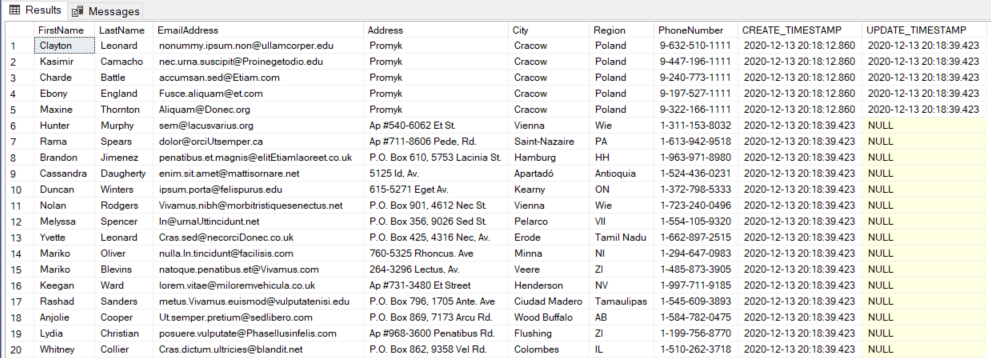 Results Messages
FirstName LastName EmailAddress Address City Region PhoneNumber CREATE_TIMESTAMP UPDATE_TIMESTAMP
1 Clayton Leonard nonummy.ipsum.non@ullamcorper.edu Promyk Cracow Poland 9-632-510-1111 2020-12-13 20:18:12.860 2020-12-13 20:18:39.423
2 Kasimir Camacho nec.urna.suscipit@Proinegetodio.edu Promyk Cracow Poland 9-447-196-1111 2020-12-13 20:18:12.860 2020-12-13 20:18:39.423
3 Charde Battle accumsan.sed@Etiam.com Promyk Cracow Poland 9-240-773-1111 2020-12-13 20:18:12.860 2020-12-13 20:18:39.423
4 Ebony England Fusce.aliquam@et.com Promyk Cracow Poland 9-197-527-1111 2020-12-13 20:18:12.860 2020-12-13 20:18:39.423
5 Maxine Thornton Aliquam@Donec.org Promyk Cracow Poland 9-322-166-1111 2020-12-13 20:18:12.860 2020-12-13 20:18:39.423
6 Hunter Murphy sem@lacusvarius.org Ap #540-6062 Et St. Vienna Wie 1-311-153-8032 2020-12-13 20:18:39.423 NULL
7 Rama Spears dolor@orciUtsemper.ca Ap #711-8606 Pede, Rd. Saint-Nazaire PA 1-613-942-9518 2020-12-13 20:18:39.423 NULL
8 Brandon Jimenez penatibus.et.magnis@elitEtiamlaoreet.co.uk P.O. Box 610, 5753 Lacinia St. Hamburg HH 1-963-971-8980 2020-12-13 20:18:39.423 NULL
9 Cassandra Daugherty enim.sit.amet@mattisornare.net 5125 Id, Av. Apartadó Antioquia 1-524-436-0231 2020-12-13 20:18:39.423 NULL
10 Duncan Winters ipsum.porta@felispurus.edu 615-5271 Eget Av. Kearny ON 1-372-798-5333 2020-12-13 20:18:39.423 NULL
11 Nolan Rodgers Vivamus.nibh@morbitristiquesenectus.net P.O. Box 901, 4612 Nec St. Vienna Wie 1-723-240-0496 2020-12-13 20:18:39.423 NULL
12 Melyssa Spencer In@urnaUttincidunt.net P.O. Box 356, 9026 Sed St. Pelarco VII 1-554-105-9320 2020-12-13 20:18:39.423 NULL
13 Yvette Leonard Cras.sed@necorciDonec.co.uk P.O. Box 425, 4316 Nec, Av. Erode Tamil Nadu 1-662-897-2515 2020-12-13 20:18:39.423 NULL
14 Mariko Oliver nulla.In.tincidunt@facilisis.com 760-5325 Rhoncus. Ave Minna NI 1-294-647-0983 2020-12-13 20:18:39.423 NULL
15 Mariko Blevins natoque.penatibus.et@Vivamus.com 264-3296 Lectus, Av. Veere ZI 1-485-873-3905 2020-12-13 20:18:39.423 NULL
16 Keegan Ward lorem.vitae@miloremvehicula.co.uk Ap #731-3480 Et Street Henderson NV 1-997-711-9185 2020-12-13 20:18:39.423 NULL
17 Rashad Sanders metus.Vivamus.euismod@vulputatenisi.edu P.O. Box 796, 1705 Ante. Ave Ciudad Madero Tamaulipas 1-545-609-3893 2020-12-13 20:18:39.423 NULL
18 Anjolie Cooper Ut.semper.pretium@sedlibero.com P.O. Box 869, 7173 Arcu Rd. Wood Buffalo AB 1-584-782-0475 2020-12-13 20:18:39.423 NULL
19 Lydia Christian posuere.vulputate@Phasellusinfelis.com Ap #968-3600 Penatibus Rd. Flushing ZI 1-199-756-8770 2020-12-13 20:18:39.423 NULL
20 Whitney Collier Cras.dictum.ultricies@blandit.net P.O. Box 862, 9358 Vel Rd. Colombes IL 1-510-262-3718 2020-12-13 20:18:39.423 NULL